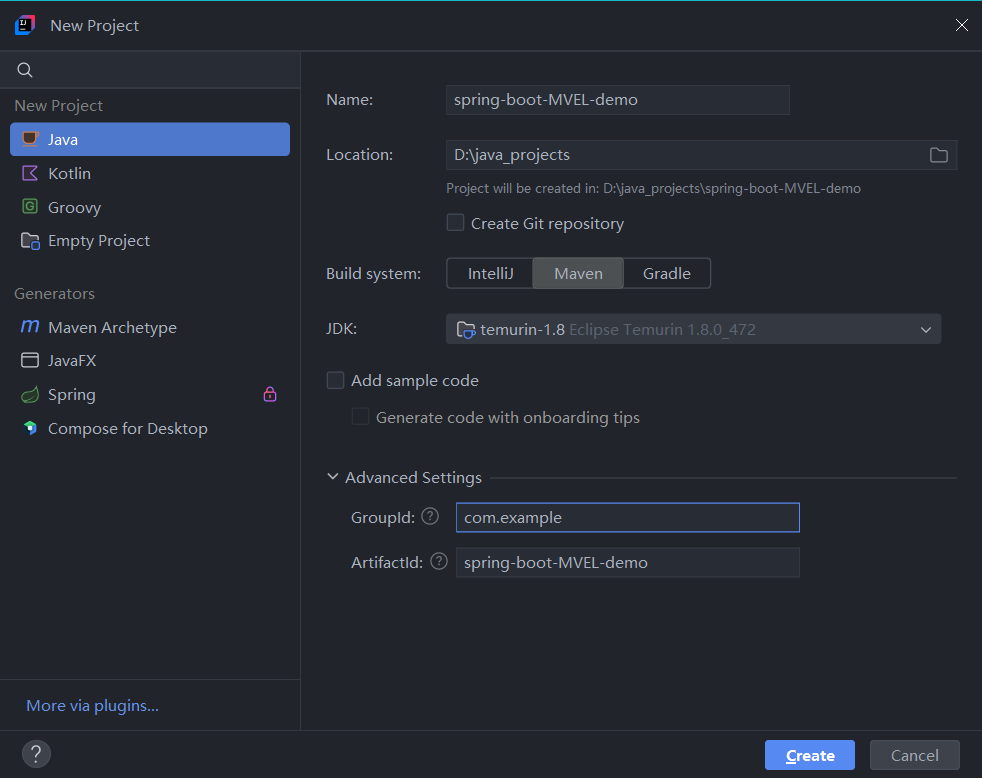 New Project
New Project
Java
Kotlin
Groovy
Empty Project
Generators
Maven Archetype
JavaFX
Spring
Compose for Desktop
More via plugins...
Name: spring-boot-MVEL-demo
Location: D:\java_projects
Project will be created in: D:\java_projects\spring-boot-MVEL-demo
Create Git repository
Build system: IntelliJ Maven Gradle
JDK: temurin-1.8 Eclipse Temurin 1.8.0_472
Add sample code
Generate code with onboarding tips
Advanced Settings
GroupId: ? com.example
ArtifactId: ? spring-boot-MVEL-demo
? Create Cancel